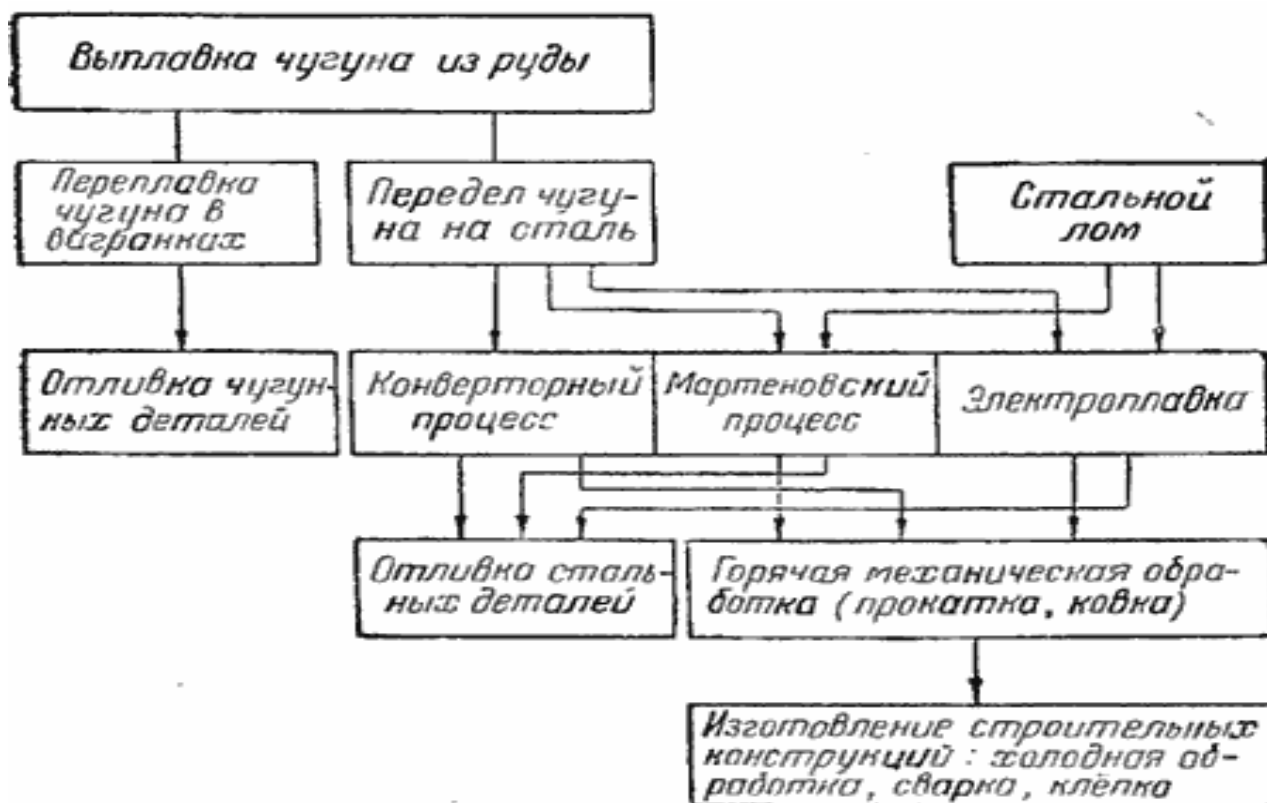 Выплавка чугуна из руды
Переплавка
чугуна в
вагранках
Передел чугу-
на на сталь
Стальной
лом
Отливка чугун-
ных деталей
Конверторный
процесс
Мартеновский
процесс
Электроплавка
Отливка сталь-
ных деталей
Горячая механическая обра-
ботка (прокатка, ковка)
Изготовление строительных
конструкций: холодная об-
работка, сварка, клёпка